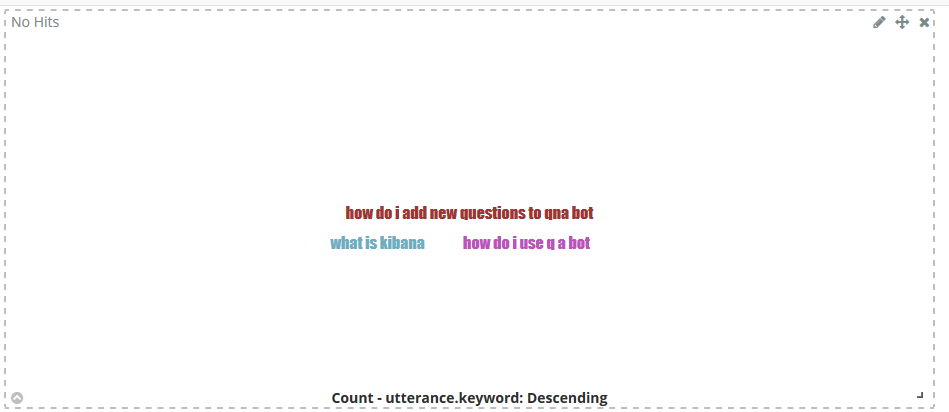 No Hits
how do i add new questions to qna bot
what is kibana how do i use q a bot
Count - utterance.keyword: Descending